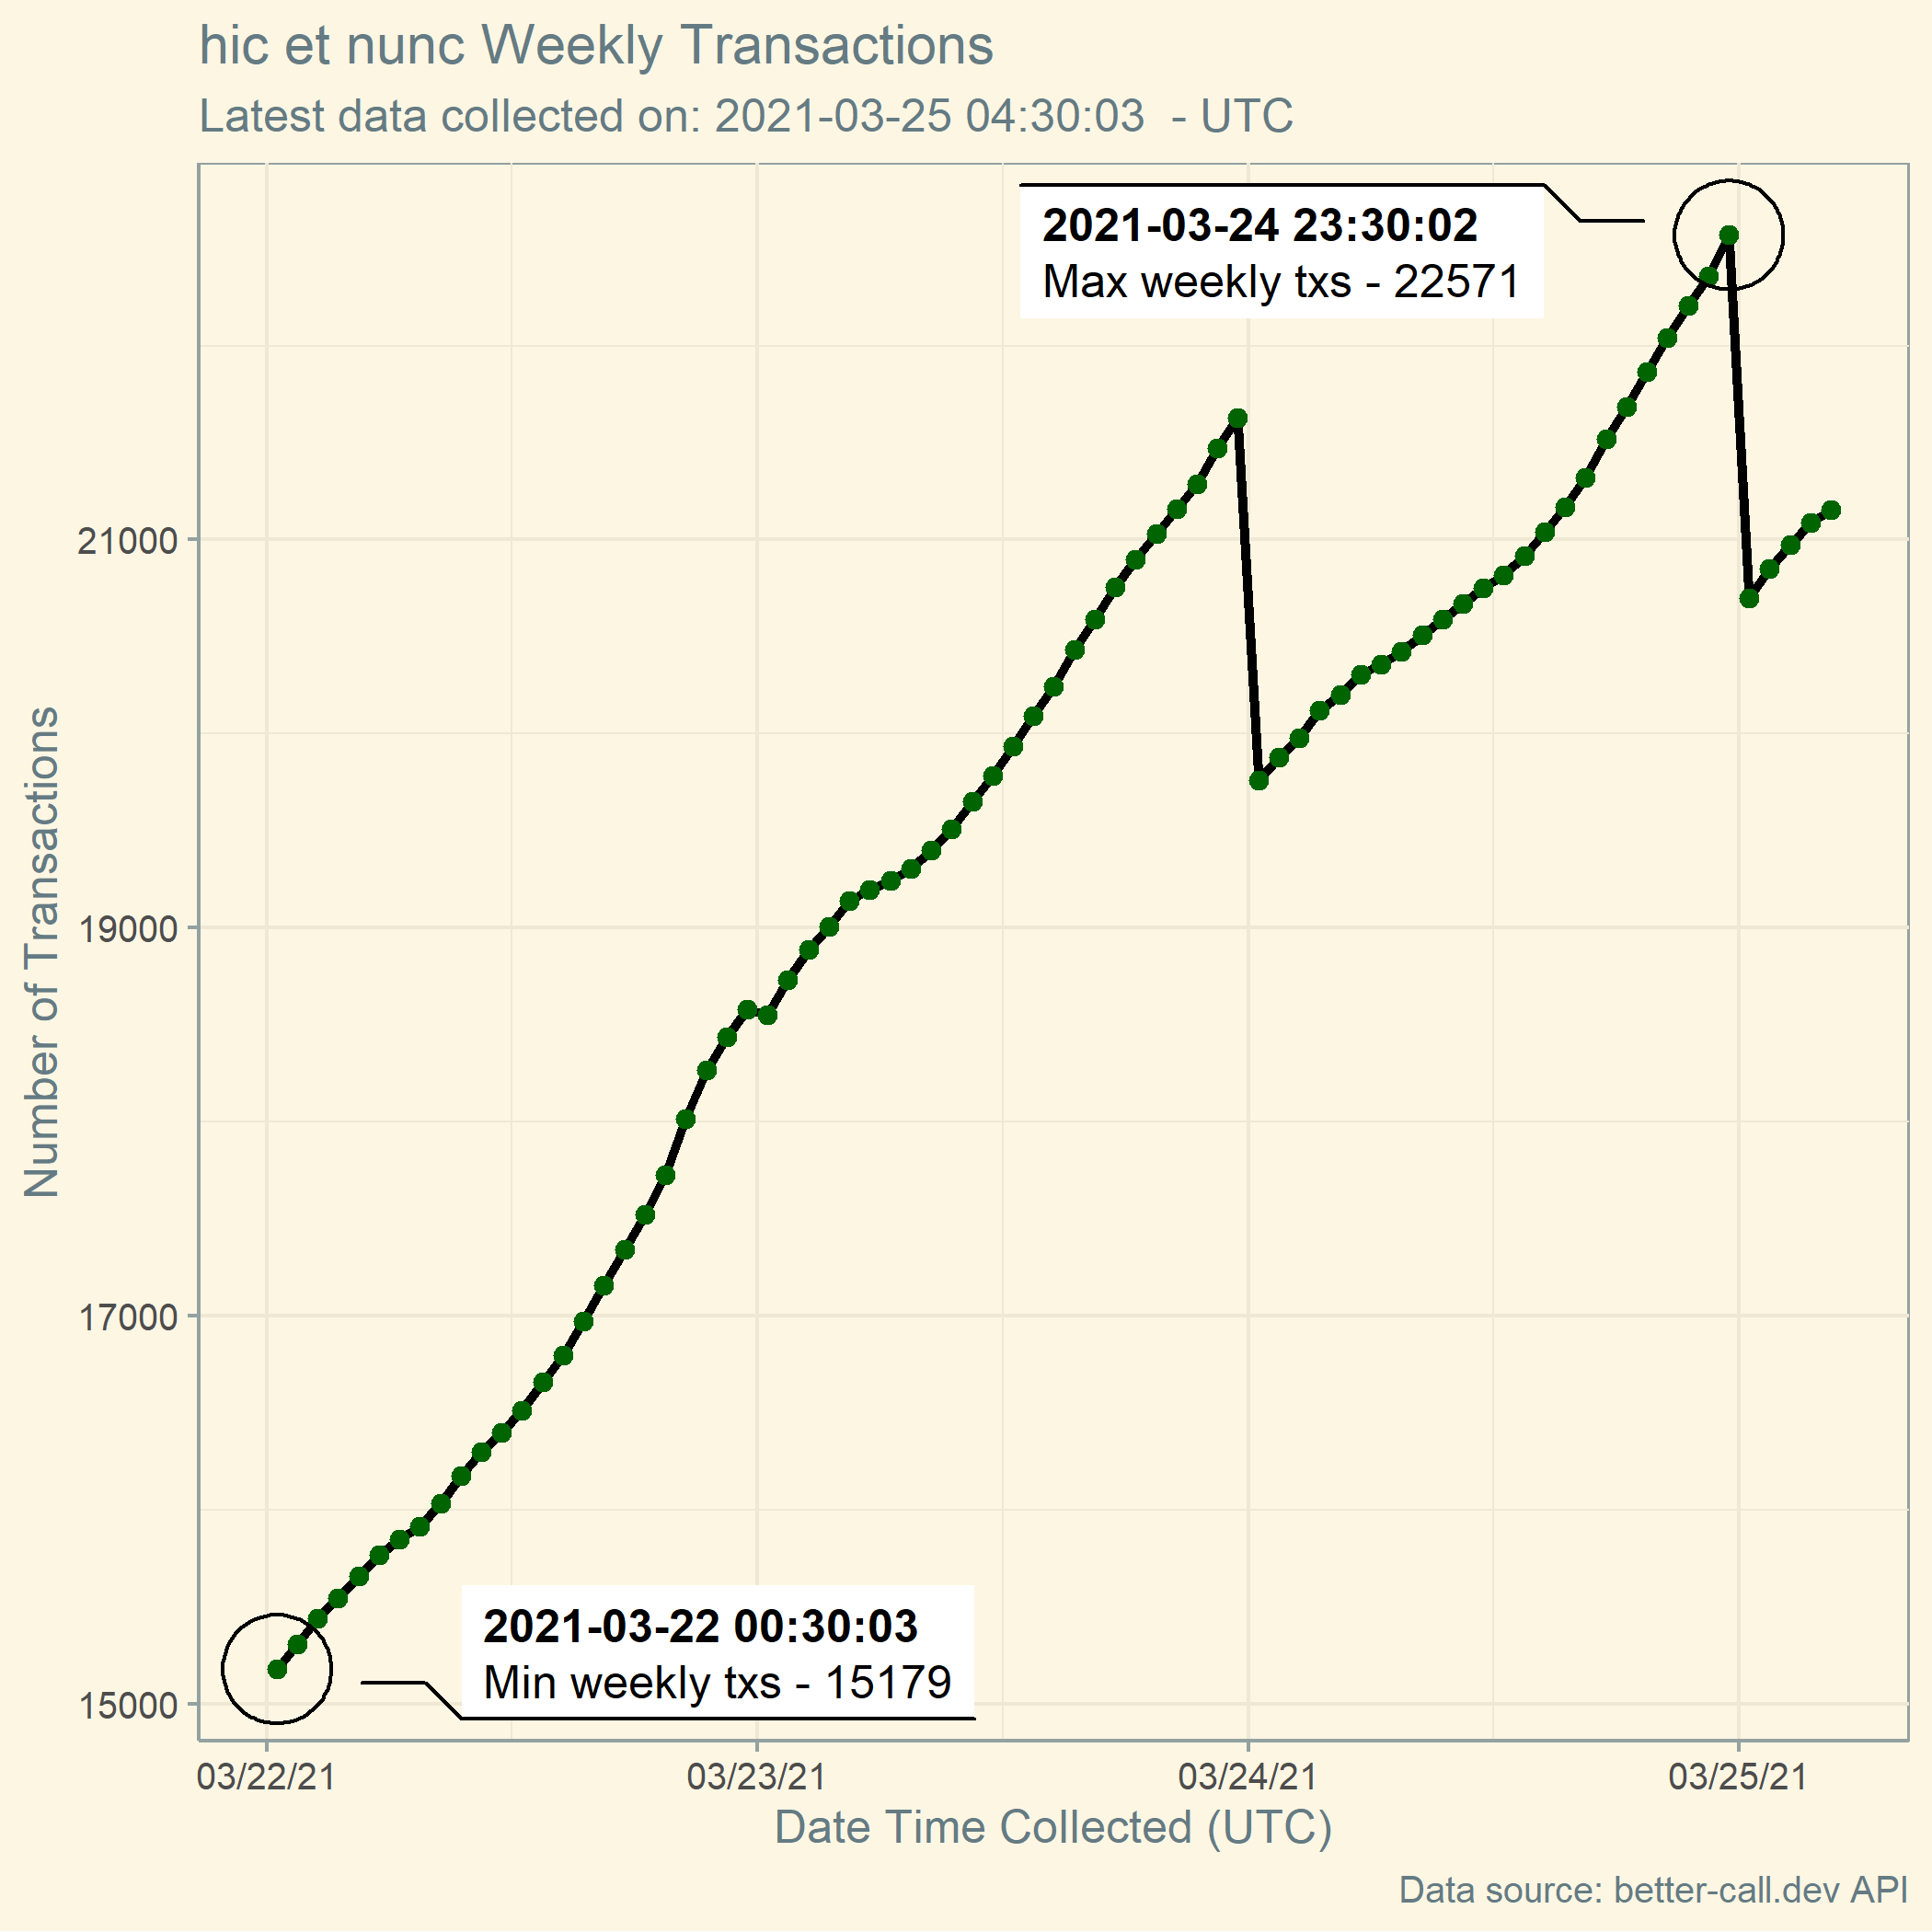 hic et nunc Weekly Transactions
Latest data collected on: 2021-03-25 04:30:03  - UTC
2021-03-24 23:30:02
Max weekly txs - 22571
Number of Transactions
21000
19000
17000
15000
2021-03-22 00:30:03
Min weekly txs - 15179
03/22/21 03/23/21 03/24/21 03/25/21
Date Time Collected (UTC)
Data source: better-call.dev API